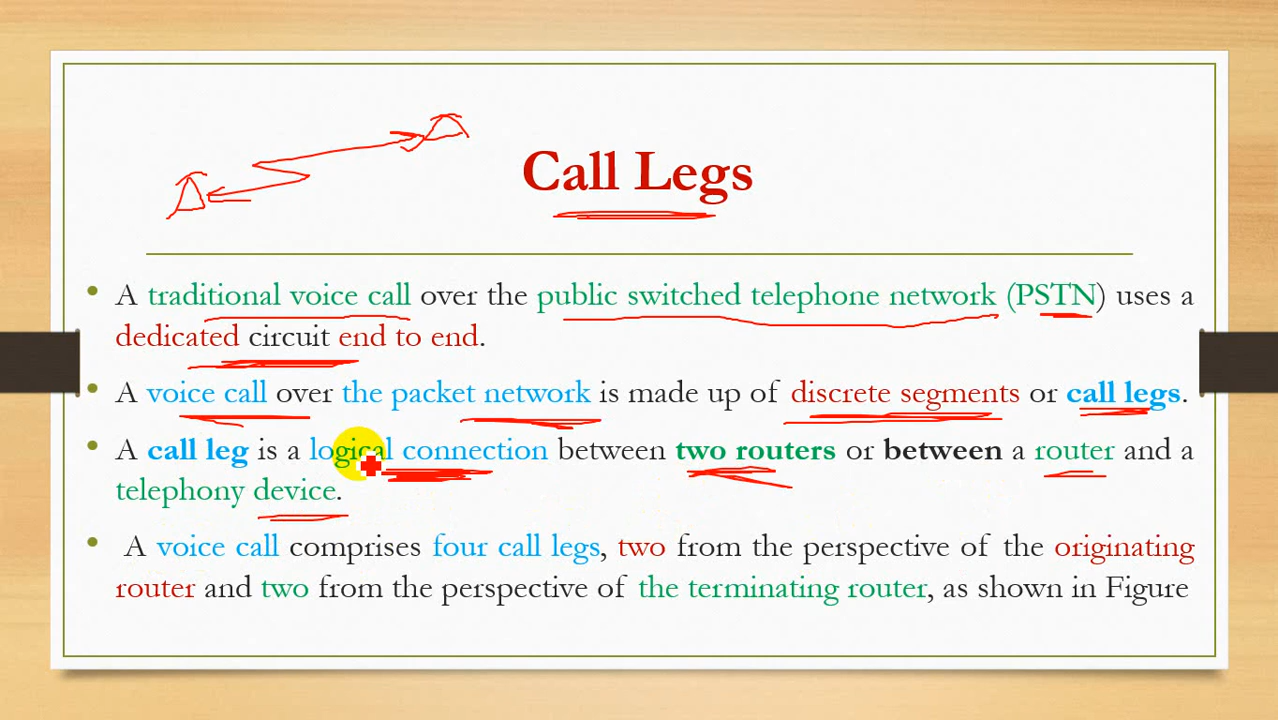 Call Legs
• A traditional voice call over the public switched telephone network (PSTN) uses a
dedicated circuit end to end.
• A voice call over the packet network is made up of discrete segments or call legs.
• A call leg is a logical connection between two routers or between a router and a
telephony device.
• A voice call comprises four call legs, two from the perspective of the originating
router and two from the perspective of the terminating router, as shown in Figure